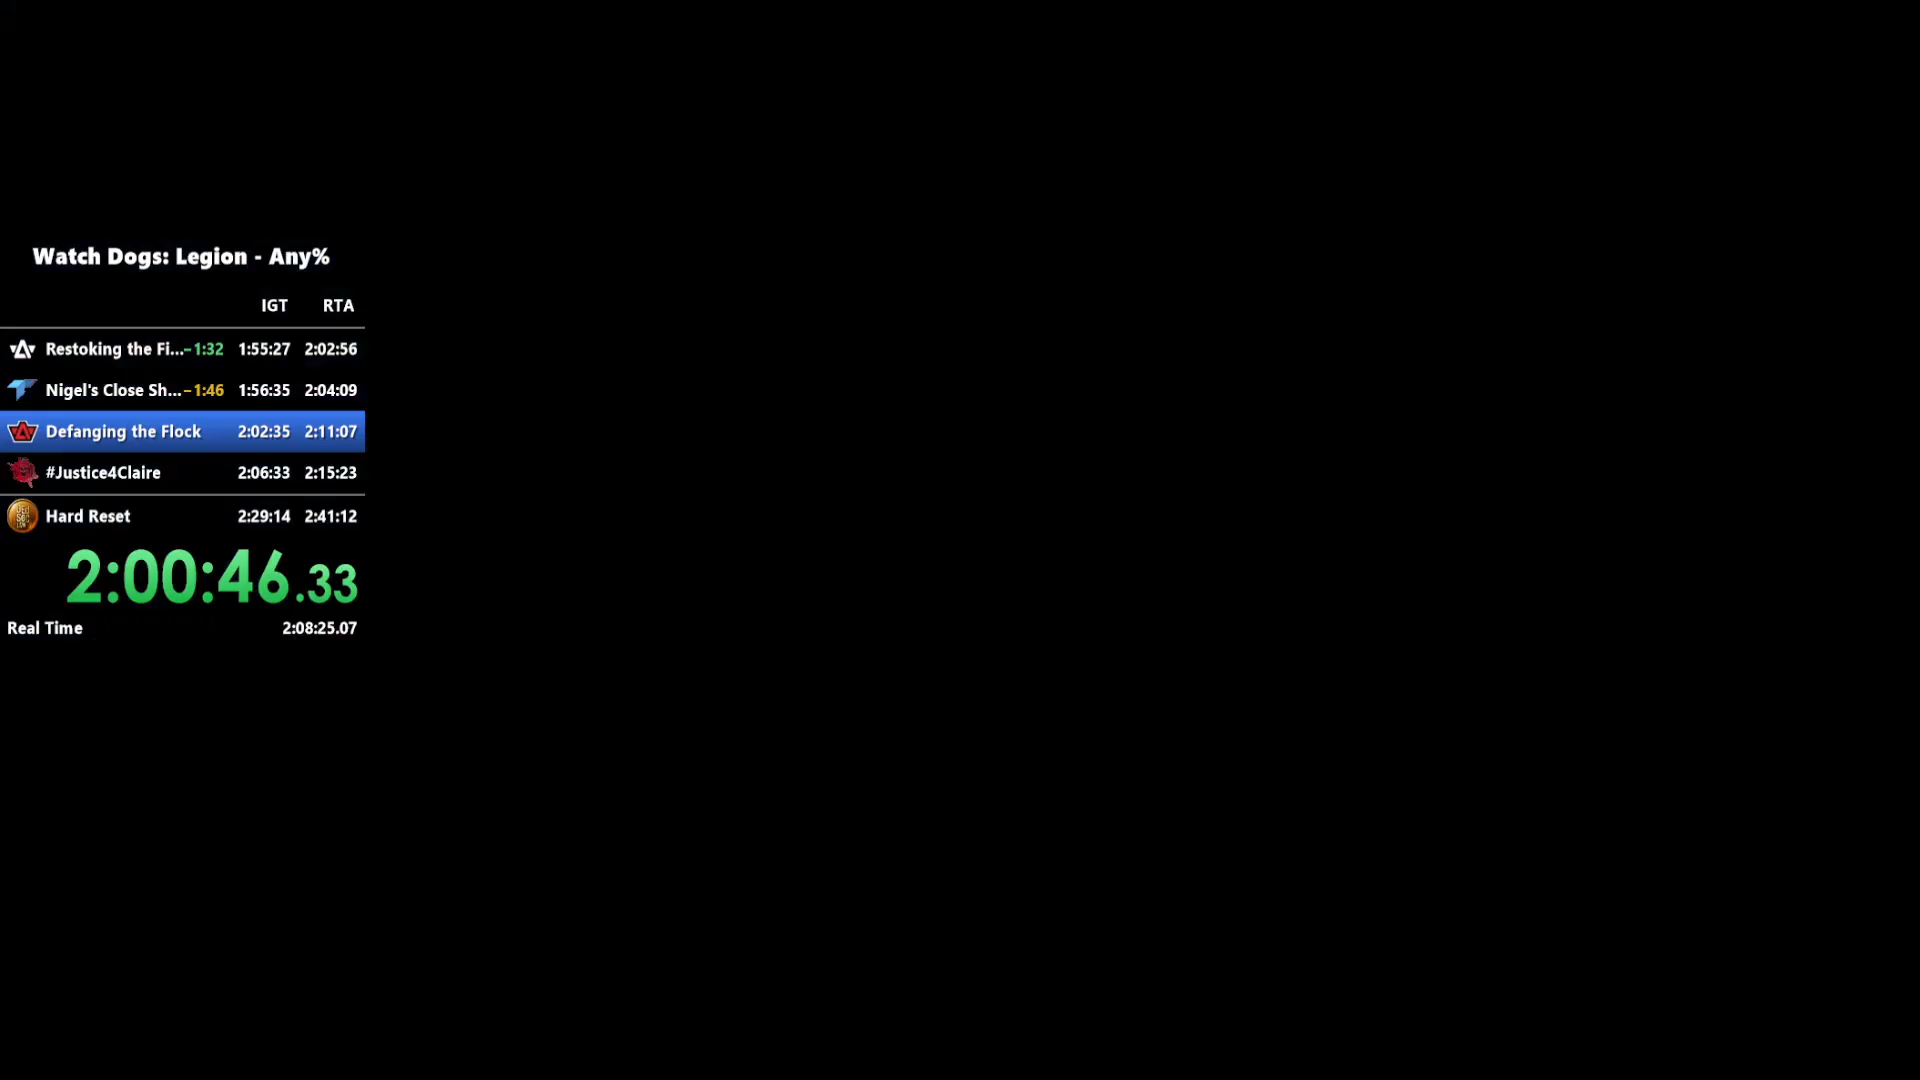 Watch Dogs: Legion - Any%
IGT RTA
Restoking the Fi... −1:32 1:55:27 2:02:56
Nigel's Close Sh... −1:46 1:56:35 2:04:09
Defanging the Flock 2:02:35 2:11:07
#Justice4Claire 2:06:33 2:15:23
Hard Reset 2:29:14 2:41:12
2:00:46.33
Real Time 2:08:25.07